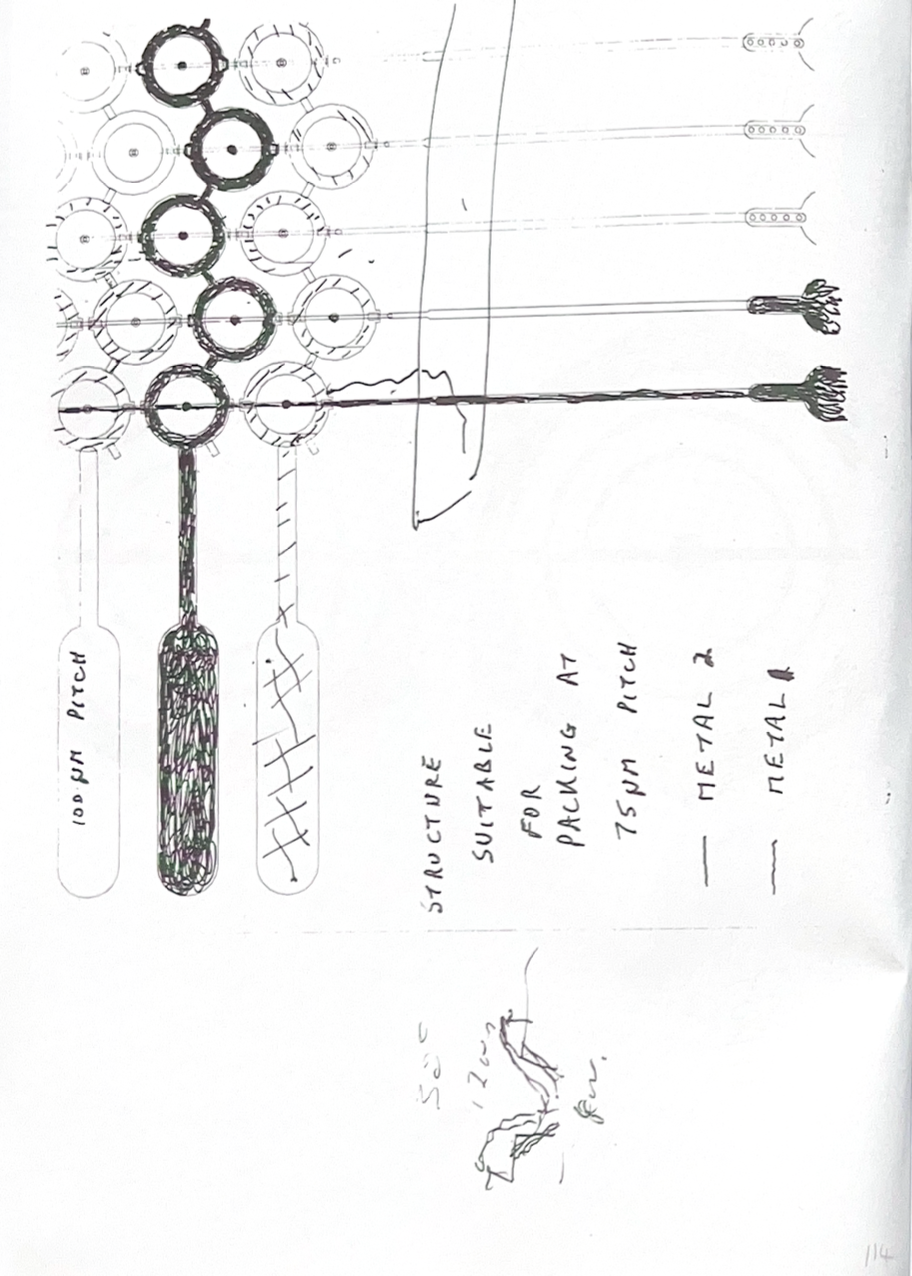 100 µM PITCH
STRUCTURE
SUITABLE
FOR
PACKING AT
75 µM PITCH
— METAL 2
— METAL 1
114